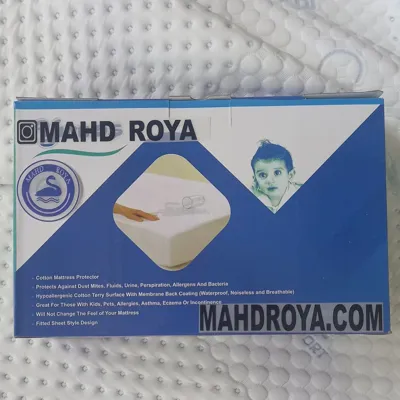 MAHD ROYA
MAHD ROYA
- Cotton Mattress Protector
- Protects Against Dust Mites, Fluids, Urine, Perspiration, Allergens And Bacteria
- Hypoallergenic Cotton Terry Surface With Membrane Back Coating (Waterproof, Noiseless and Breathable)
- Great For Those With Kids, Pets, Allergies, Asthma, Eczema Or Incontinence
- Will Not Change The Feel of Your Mattress
- Fitted Sheet Style Design
MAHDROYA.COM